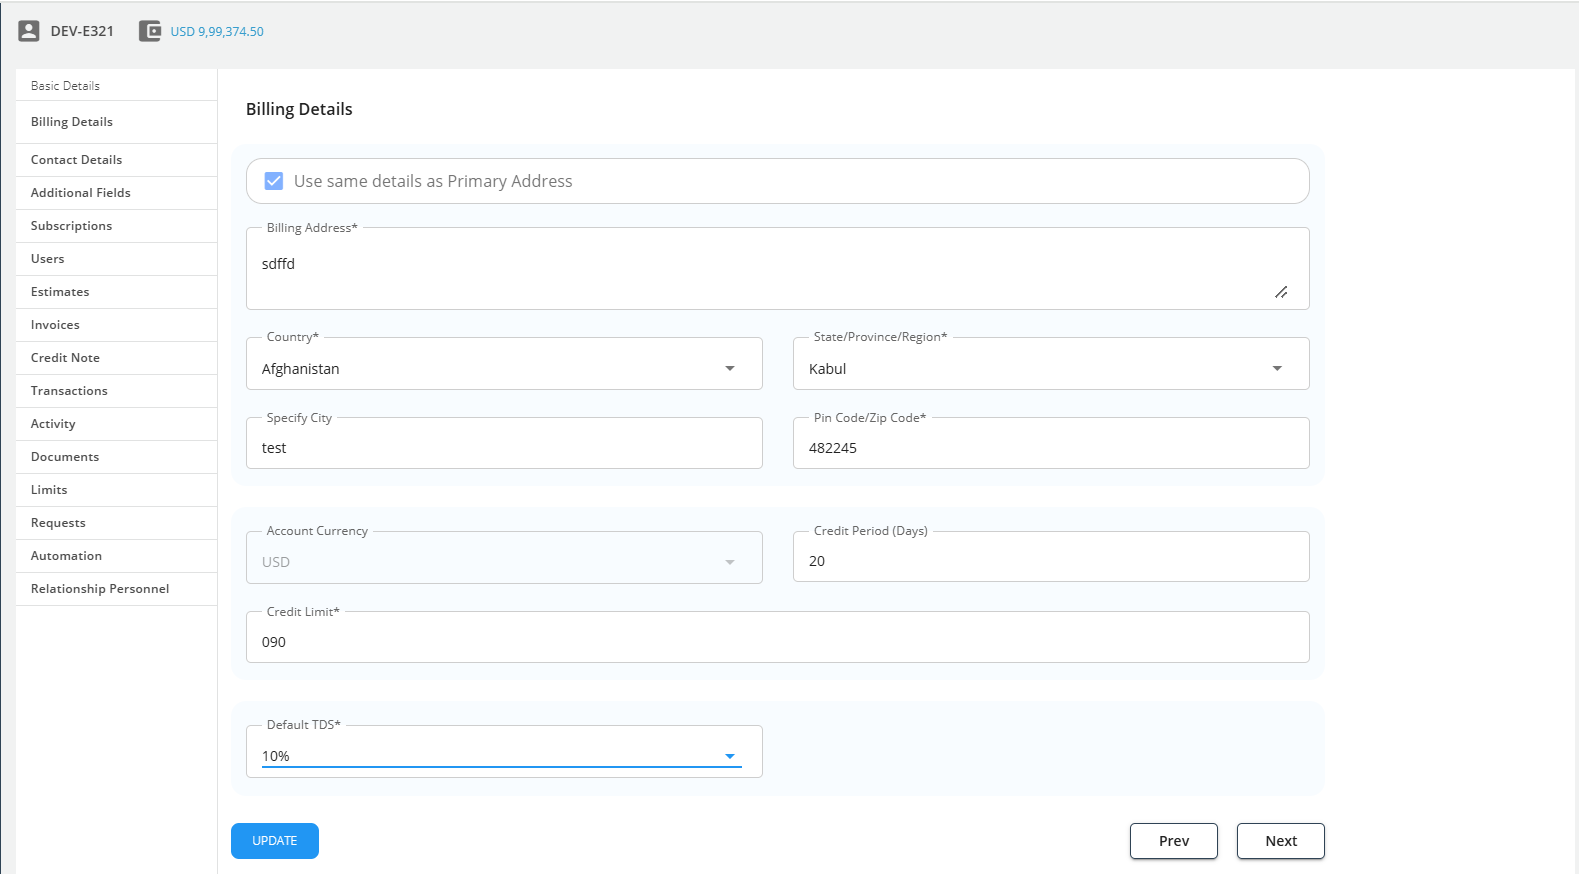 DEV-E321
USD 9,99,374.50
Basic Details
Billing Details
Contact Details
Additional Fields
Subscriptions
Users
Estimates
Invoices
Credit Note
Transactions
Activity
Documents
Limits
Requests
Automation
Relationship Personnel
Billing Details
Use same details as Primary Address
Billing Address*
sdffd
Country*
Afghanistan
State/Province/Region*
Kabul
Specify City
test
Pin Code/Zip Code*
482245
Account Currency
USD
Credit Period (Days)
20
Credit Limit*
090
Default TDS*
10%
UPDATE
Prev
Next